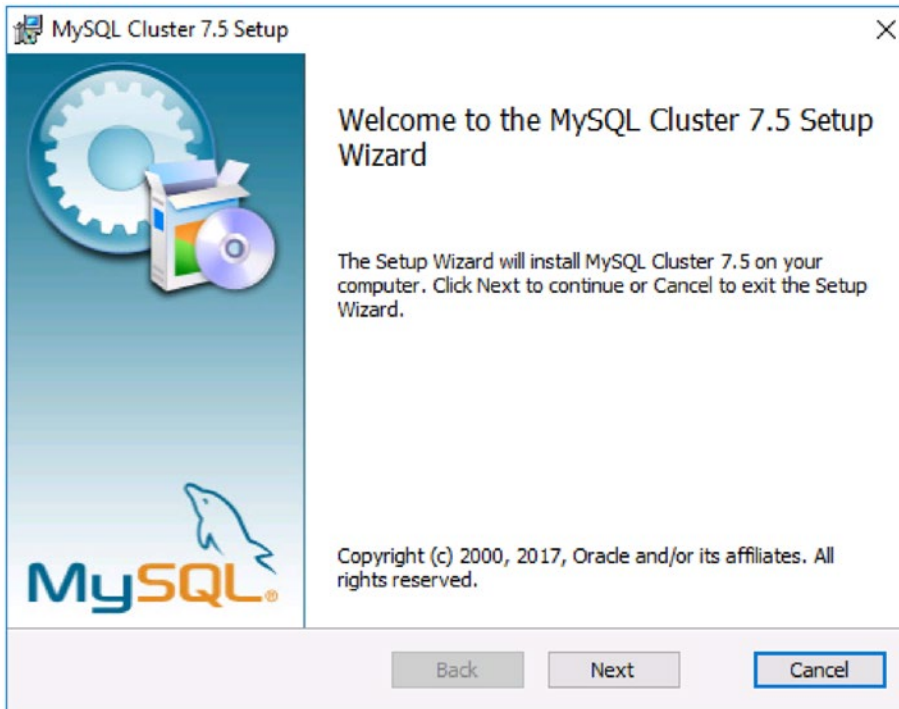 MySQL Cluster 7.5 Setup
Welcome to the MySQL Cluster 7.5 Setup
Wizard
The Setup Wizard will install MySQL Cluster 7.5 on your
computer. Click Next to continue or Cancel to exit the Setup
Wizard.
Copyright (c) 2000, 2017, Oracle and/or its affiliates. All
rights reserved.
MySQL®
Back Next Cancel